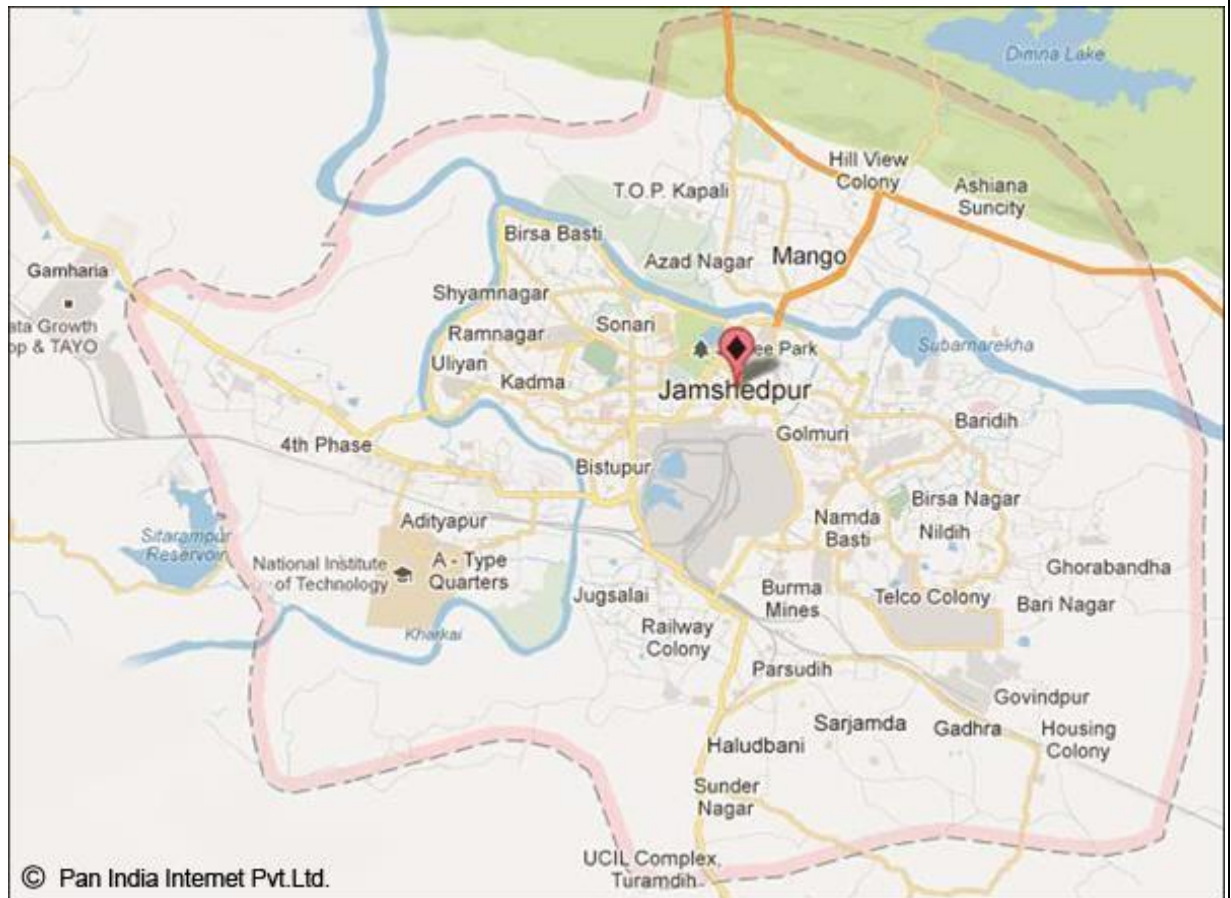 Dimna Lake
Hill View
Colony
Ashiana
Suncity
T.O.P. Kapali
Birsa Basti
Azad Nagar
Mango
Gamharia
Shyamnagar
ata Growth
op & TAYO
Ramnagar
Sonari
ee Park
Subarnarekha
Uliyan
Kadma
Jamshedpur
Baridih
4th Phase
Golmuri
Bistupur
Birsa Nagar
Adityapur
Namda
Basti
Nildih
Sitarampur
Reservoir
National Institute
of Technology
A - Type
Quarters
Ghorabandha
Jugsalai
Burma
Mines
Telco Colony
Bari Nagar
Kharkai
Railway
Colony
Parsudih
Govindpur
Sarjamda
Gadhra
Housing
Colony
Haludbani
Sunder
Nagar
UCIL Complex,
Turamdih
© Pan India Internet Pvt.Ltd.